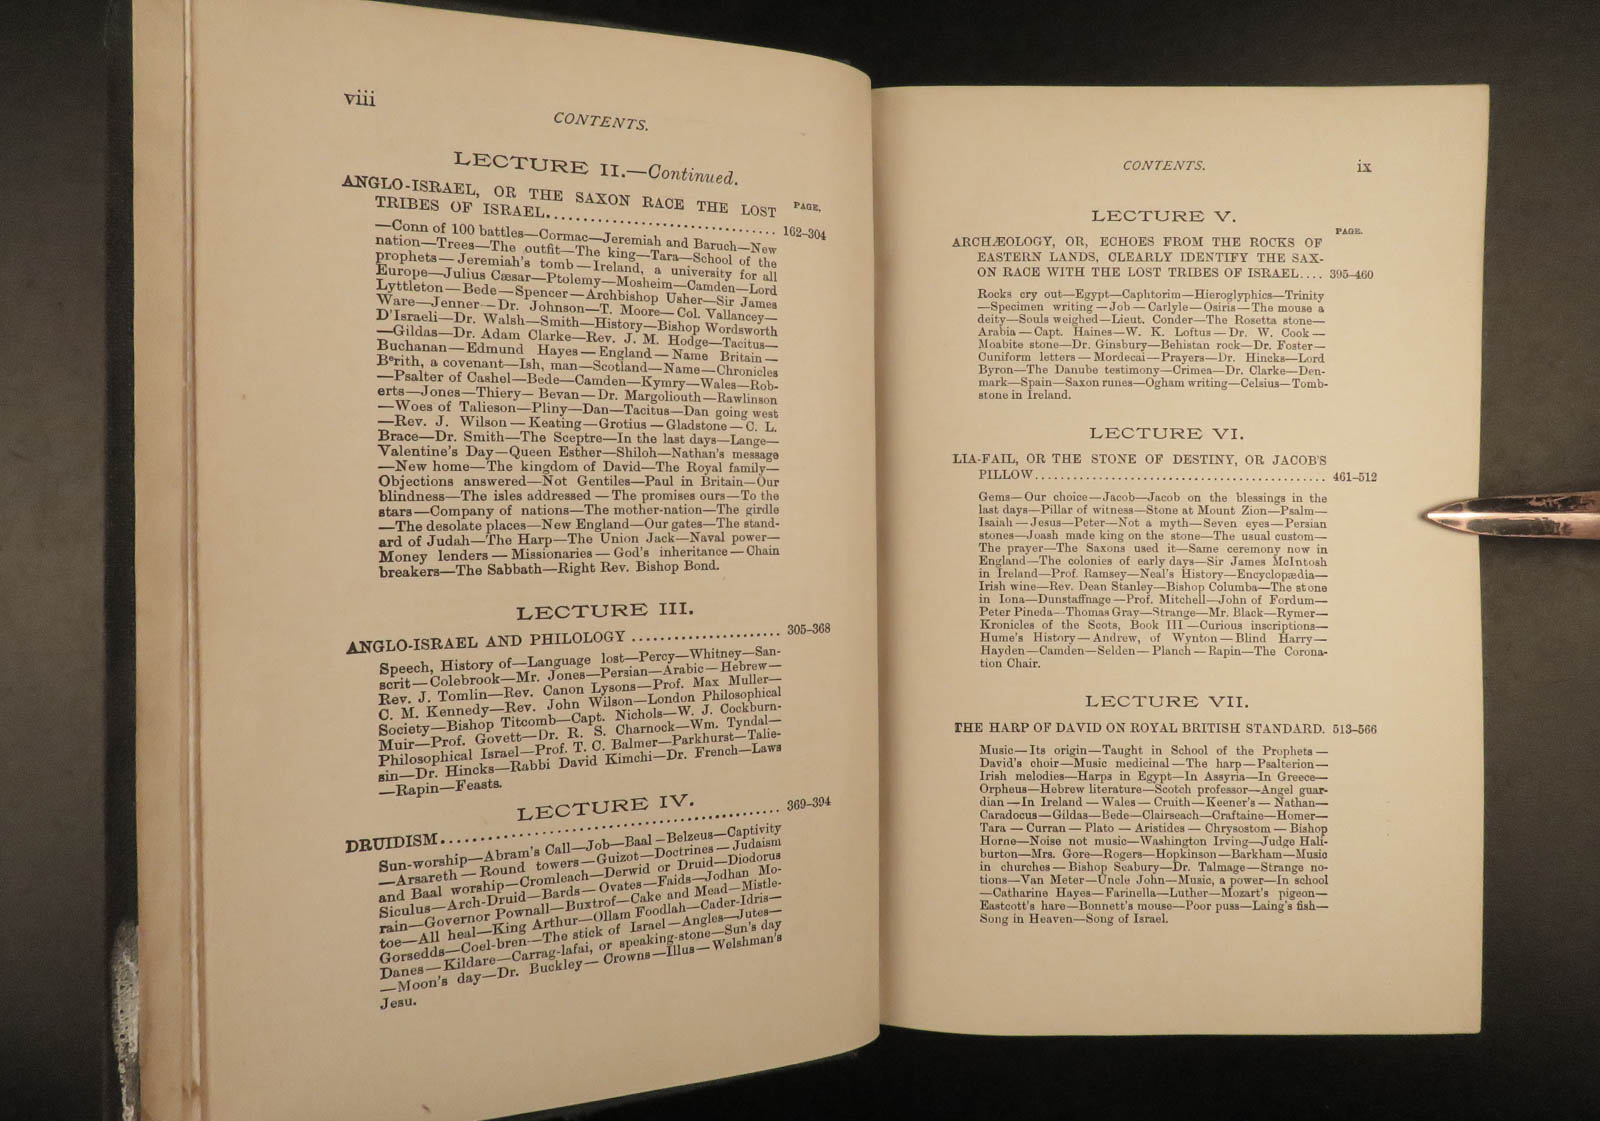 viii
CONTENTS.
LECTURE II.—Continued.
ANGLO-ISRAEL, OR THE SAXON RACE THE LOST
PAGE.
TRIBES OF ISRAEL.............................. 162-304
—Conn of 100 battles—Cormac—Jeremiah and Baruch—New
nation—Trees—The outfit—The king—Tara—School of the
prophets—Jeremiah's tomb—Ireland, a university for all
Europe—Julius Cæsar—Ptolemy—Mosheim—Camden—Lord
Lyttleton—Bede—Spencer—Archbishop Usher—Sir James
Ware—Jenner—Dr. Johnson—T. Moore—Col. Vallancey—
D'Israeli—Dr. Walsh—Smith—History—Bishop Wordsworth
—Gildas—Dr. Adam Clarke—Rev. J. M. Hodge—Tacitus—
Buchanan—Edmund Hayes—England—Name Britain—
Berith, a covenant—Ish, man—Scotland—Name—Chronicles
—Psalter of Cashel—Bede—Camden—Kymry—Wales—Rob-
erts—Jones—Thiery—Bevan—Dr. Margoliouth—Rawlinson
—Woes of Talieson—Pliny—Dan—Tacitus—Dan going west
—Rev. J. Wilson—Keating—Grotius—Gladstone—C. L.
Brace—Dr. Smith—The Sceptre—In the last days—Lange—
Valentine's Day—Queen Esther—Shiloh—Nathan's message
—New home—The kingdom of David—The Royal family—
Objections answered—Not Gentiles—Paul in Britain—Our
blindness—The isles addressed—The promises ours—To the
stars—Company of nations—The mother-nation—The girdle
—The desolate places—New England—Our gates—The stand-
ard of Judah—The Harp—The Union Jack—Naval power—
Money lenders—Missionaries—God's inheritance—Chain
breakers—The Sabbath—Right Rev. Bishop Bond.
LECTURE III.
ANGLO-ISRAEL AND PHILOLOGY ...................... 305-368
Speech, History of—Language lost—Percy—Whitney—San-
scrit—Colebrook—Mr. Jones—Persian—Arabic—Hebrew—
Rev. J. Tomlin—Rev. Canon Lysons—Prof. Max Muller—
C. M. Kennedy—Rev. John Wilson—London Philosophical
Society—Bishop Titcomb—Capt. Nichols—W. J. Cockburn-
Muir—Prof. Govett—Dr. R. S. Charnock—Wm. Tyndal—
Philosophical Israel—Prof. T. C. Balmer—Parkhurst—Talie-
sin—Dr. Hincks—Rabbi David Kimchi—Dr. French—Laws
—Rapin—Feasts.
LECTURE IV.
DRUIDISM............................................ 369-394
Sun-worship—Abram's Call—Job—Baal—Belzeus—Captivity
—Arsareth—Round towers—Guizot—Doctrines—Judaism
and Baal worship—Cromleach—Derwid or Druid—Diodorus
Siculus—Arch-Druid—Bards—Ovates—Faids—Jodhan Mo-
rain—Governor Pownall—Buxtrof—Cake and Mead—Mistle-
toe—All heal—King Arthur—Ollam Foodlah—Cader-Idris—
Gorsedds—Coel-bren—The stick of Israel—Angles—Jutes—
Danes—Kildare—Carrag-lafai, or speaking-stone—Sun's day
—Moon's day—Dr. Buckley—Crowns—Illus—Welshman's
Jesu.
CONTENTS.
ix
LECTURE V.
PAGE.
ARCHÆOLOGY, OR, ECHOES FROM THE ROCKS OF
EASTERN LANDS, CLEARLY IDENTIFY THE SAX-
ON RACE WITH THE LOST TRIBES OF ISRAEL.... 395-460
Rocks cry out—Egypt—Caphtorim—Hieroglyphics—Trinity
—Specimen writing—Job—Carlyle—Osiris—The mouse a
deity—Souls weighed—Lieut. Conder—The Rosetta stone—
Arabia—Capt. Haines—W. K. Loftus—Dr. W. Cook—
Moabite stone—Dr. Ginsbury—Behistan rock—Dr. Foster—
Cuniform letters—Mordecai—Prayers—Dr. Hincks—Lord
Byron—The Danube testimony—Crimea—Dr. Clarke—Den-
mark—Spain—Saxon runes—Ogham writing—Celsius—Tomb-
stone in Ireland.
LECTURE VI.
LIA-FAIL, OR THE STONE OF DESTINY, OR JACOB'S
PILLOW............................................ 461-512
Gems—Our choice—Jacob—Jacob on the blessings in the
last days—Pillar of witness—Stone at Mount Zion—Psalm—
Isaiah—Jesus—Peter—Not a myth—Seven eyes—Persian
stones—Joash made king on the stone—The usual custom—
The prayer—The Saxons used it—Same ceremony now in
England—The colonies of early days—Sir James McIntosh
in Ireland—Prof. Ramsey—Neal's History—Encyclopædia—
Irish wine—Rev. Dean Stanley—Bishop Columba—The stone
in Iona—Dunstaffnage—Prof. Mitchell—John of Fordum—
Peter Pineda—Thomas Gray—Strange—Mr. Black—Rymer—
Kronicles of the Scots, Book III—Curious inscriptions—
Hume's History—Andrew, of Wynton—Blind Harry—
Hayden—Camden—Selden—Planch—Rapin—The Corona-
tion Chair.
LECTURE VII.
THE HARP OF DAVID ON ROYAL BRITISH STANDARD. 513-566
Music—Its origin—Taught in School of the Prophets—
David's choir—Music medicinal—The harp—Psalterion—
Irish melodies—Harps in Egypt—In Assyria—In Greece—
Orpheus—Hebrew literature—Scotch professor—Angel guar-
dian—In Ireland—Wales—Cruith—Keener's—Nathan—
Caradocus—Gildas—Bede—Clairseach—Craftaine—Homer—
Tara—Curran—Plato—Aristides—Chrysostom—Bishop
Horne—Noise not music—Washington Irving—Judge Hali-
burton—Mrs. Gore—Rogers—Hopkinson—Barkham—Music
in churches—Bishop Seabury—Dr. Talmage—Strange no-
tions—Van Meter—Uncle John—Music, a power—In school
—Catharine Hayes—Farinella—Luther—Mozart's pigeon—
Eastcott's hare—Bonnett's mouse—Poor puss—Laing's fish—
Song in Heaven—Song of Israel.